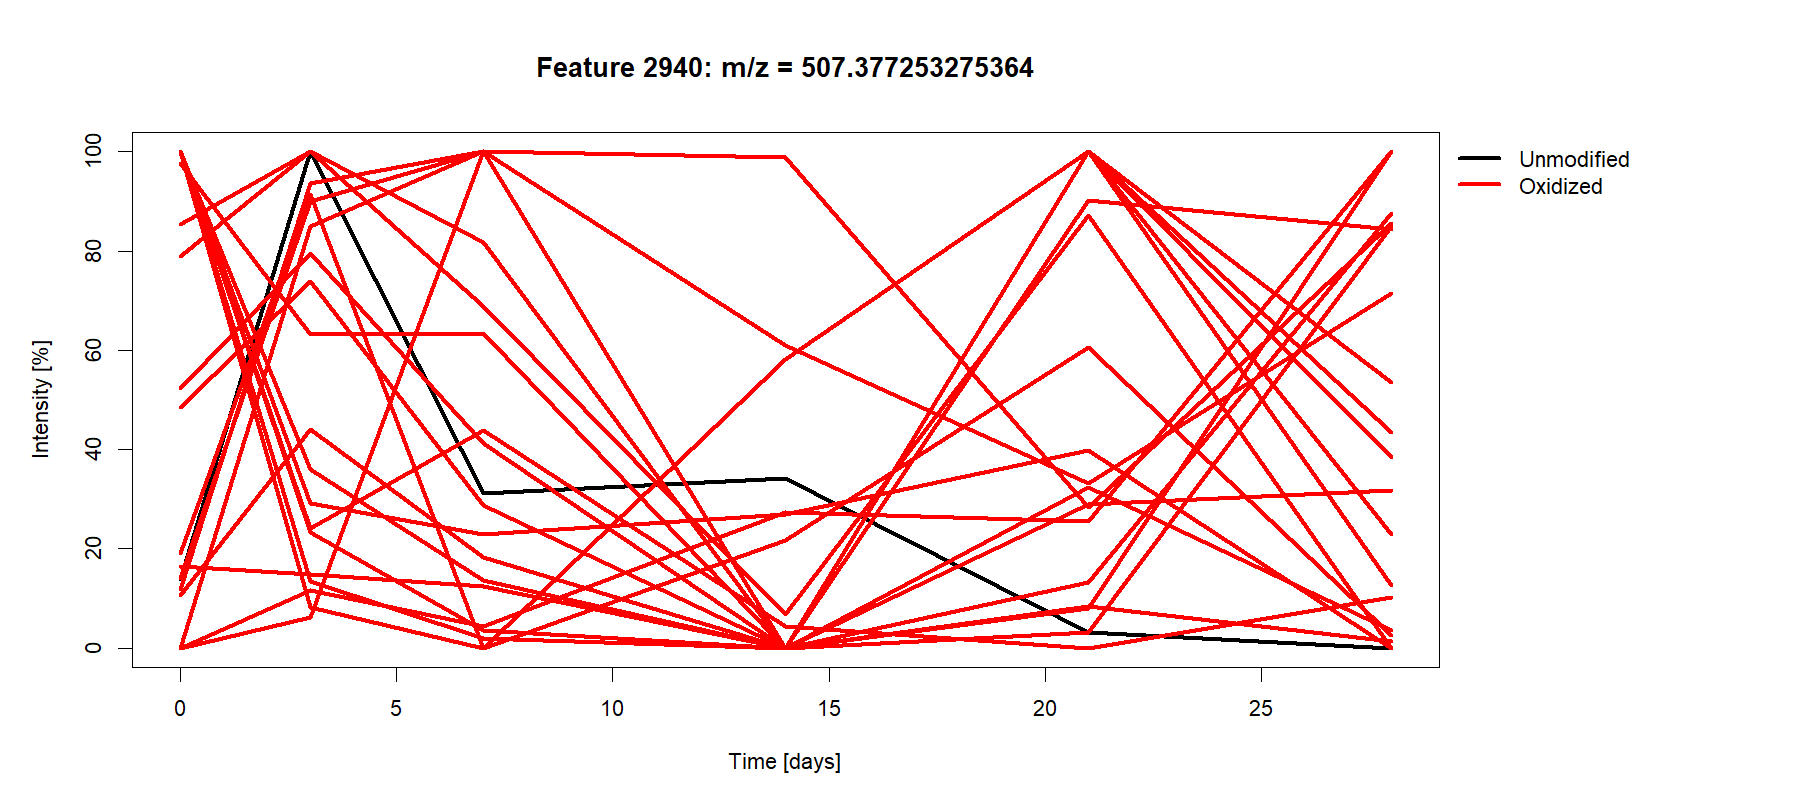 Feature 2940: m/z = 507.377253275364
Unmodified
Oxidized
Intensity [%]
100
80
60
40
20
0
0 5 10 15 20 25
Time [days]